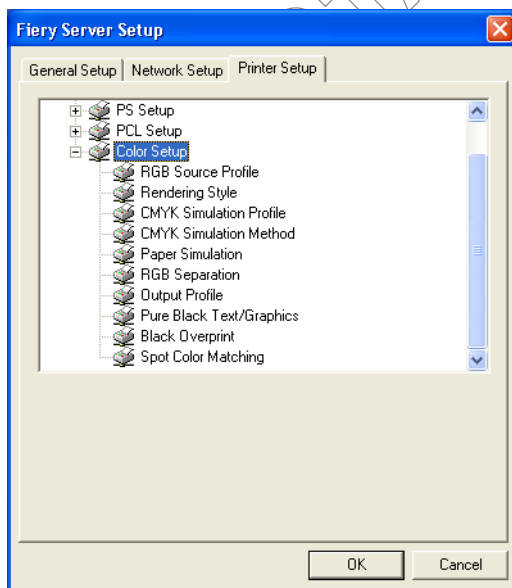 Fiery Server Setup
General Setup Network Setup Printer Setup
PS Setup
PCL Setup
Color Setup
RGB Source Profile
Rendering Style
CMYK Simulation Profile
CMYK Simulation Method
Paper Simulation
RGB Separation
Output Profile
Pure Black Text/Graphics
Black Overprint
Spot Color Matching
OK Cancel